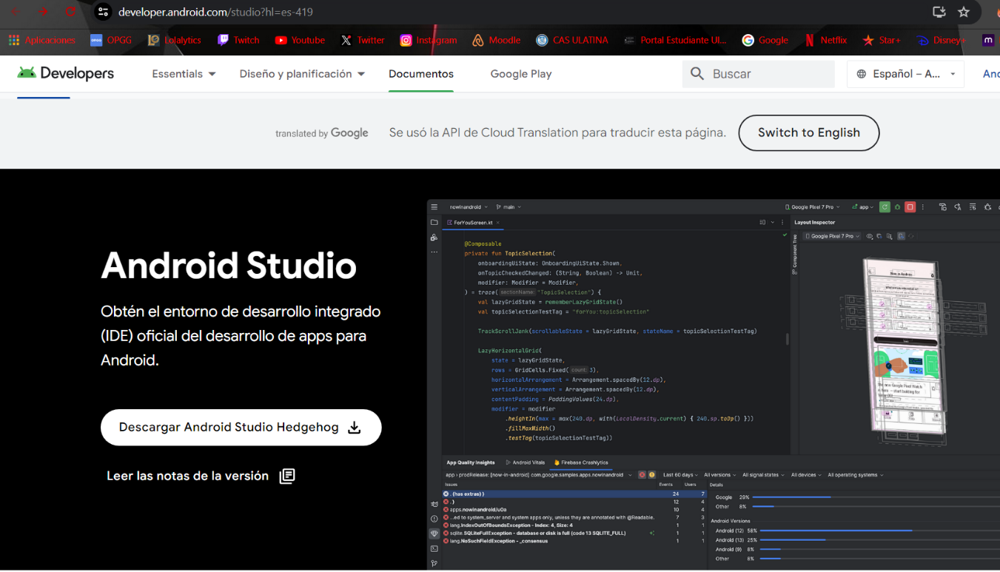 developer.android.com/studio?hl=es-419
Aplicaciones OPGG Lolalytics Twitch Youtube Twitter Instagram Moodle CAS ULATINA Portal Estudiante Ul... Google Netflix Star+ Disney+
Developers Essentials Diseño y planificación Documentos Google Play Buscar Español – A... And
translated by Google Se usó la API de Cloud Translation para traducir esta página. Switch to English
Android Studio
Obtén el entorno de desarrollo integrado
(IDE) oficial del desarrollo de apps para
Android.
Descargar Android Studio Hedgehog
Leer las notas de la versión
nowinandroid main Google Pixel 7 Pro app
ForYouScreen.kt Layout Inspector
Google Pixel 7 Pro
Component Tree
@Composable
private fun TopicSelection(
onboardingUiState: OnboardingUiState.Shown,
onTopicCheckedChanged: (String, Boolean) -> Unit,
modifier: Modifier = Modifier,
) = trace( sectionName: "TopicSelection") {
val lazyGridState = rememberLazyGridState()
val topicSelectionTestTag = "forYou:topicSelection"
TrackScrollJank(scrollableState = lazyGridState, stateName = topicSelectionTestTag)
LazyHorizontalGrid(
state = lazyGridState,
rows = GridCells.Fixed( count: 3),
horizontalArrangement = Arrangement.spacedBy(12.dp),
verticalArrangement = Arrangement.spacedBy(12.dp),
contentPadding = PaddingValues(24.dp),
modifier = modifier
.heightIn(max = max(240.dp, with(LocalDensity.current) { 240.sp.toDp() }))
.fillMaxWidth()
.testTag(topicSelectionTestTag))
App Quality Insights Android Vitals Firebase Crashlytics
app › prodRelease: [now-in-android] com.google.samples.apps.nowinandroid Last 60 days All versions All signal states All devices All operating systems
Issues Events Users Details
. (has extras) } 24 7
. } 12 4
apps.nowinandroid/u0a 10 4
...ed to system_server and system apps only, unless they are annotated with @Readable. 7 3
lang.IndexOutOfBoundsException - Index: 4, Size: 4 1 1
sqlite.SQLiteFullException - database or disk is full (code 13 SQLITE_FULL) 1 1
lang.NoSuchFieldException - _consensus 1 1
Google 29%
Other 8%
Android Versions
Android (12) 58%
Android (13) 25%
Android (9) 8%
Other 8%